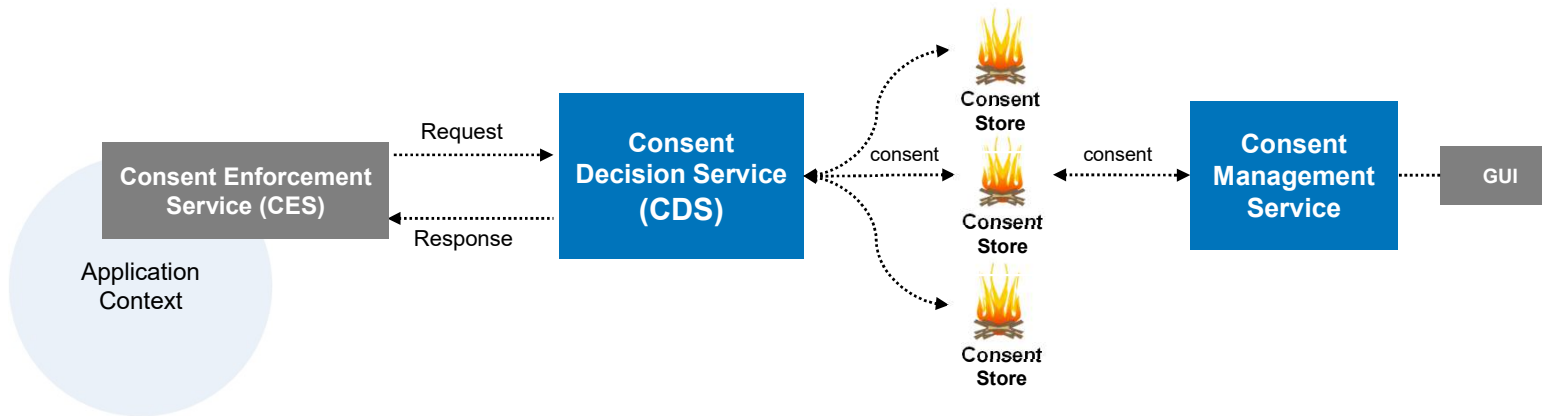 Application
Context
Consent Enforcement
Service (CES)
Request
Response
Consent
Decision Service
(CDS)
consent
Consent
Store
Consent
Store
Consent
Store
consent
Consent
Management
Service
GUI